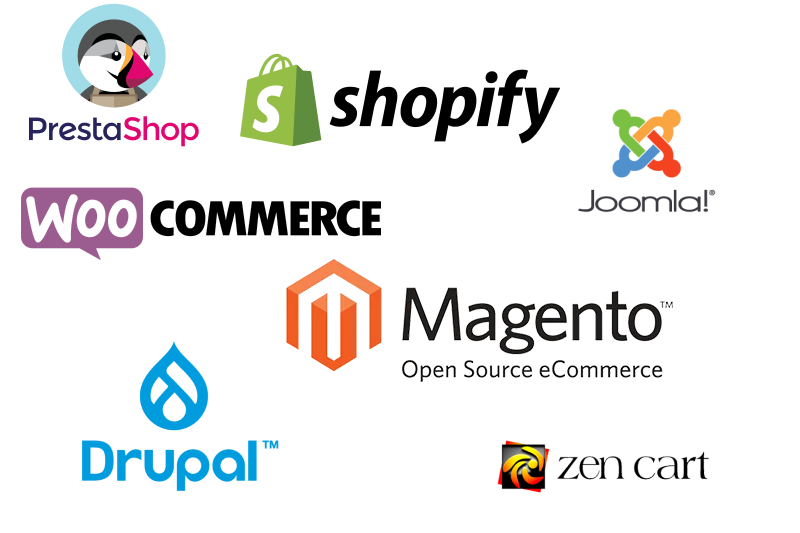 PrestaShop
S shopify
Joomla!®
WOO COMMERCE
Magento™
Open Source eCommerce
Drupal™
zen cart